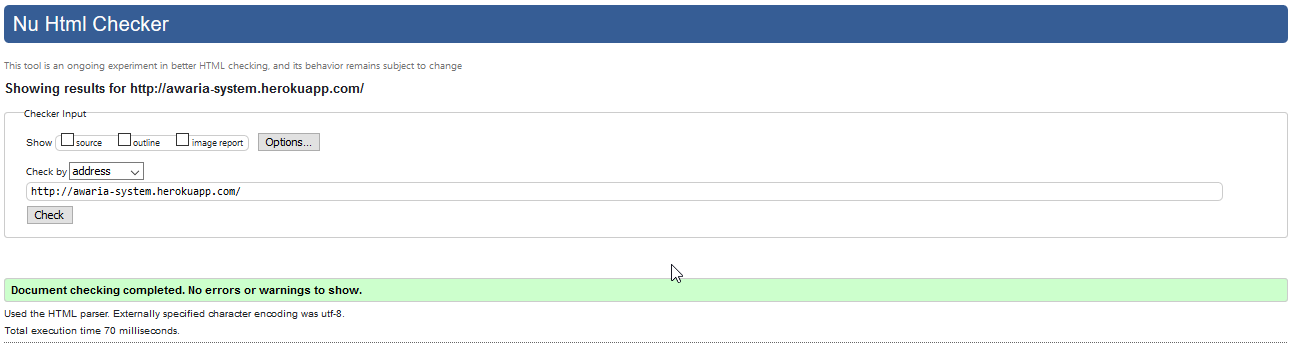 Nu Html Checker
This tool is an ongoing experiment in better HTML checking, and its behavior remains subject to change
Showing results for http://awaria-system.herokuapp.com/
Checker Input
Show source outline image report Options...
Check by address
http://awaria-system.herokuapp.com/
Check
Document checking completed. No errors or warnings to show.
Used the HTML parser. Externally specified character encoding was utf-8.
Total execution time 70 milliseconds.